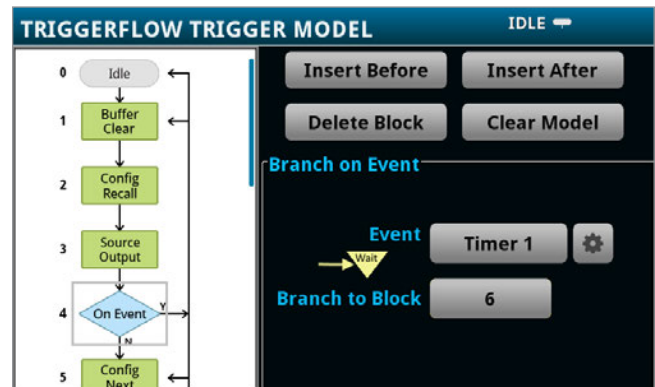 TRIGGERFLOW TRIGGER MODEL
IDLE
0
Idle
1
Buffer
Clear
2
Config
Recall
3
Source
Output
4
On Event
Y
N
5
Config
Next
Insert Before
Insert After
Delete Block
Clear Model
Branch on Event
Event
Timer 1
Wait
Branch to Block
6